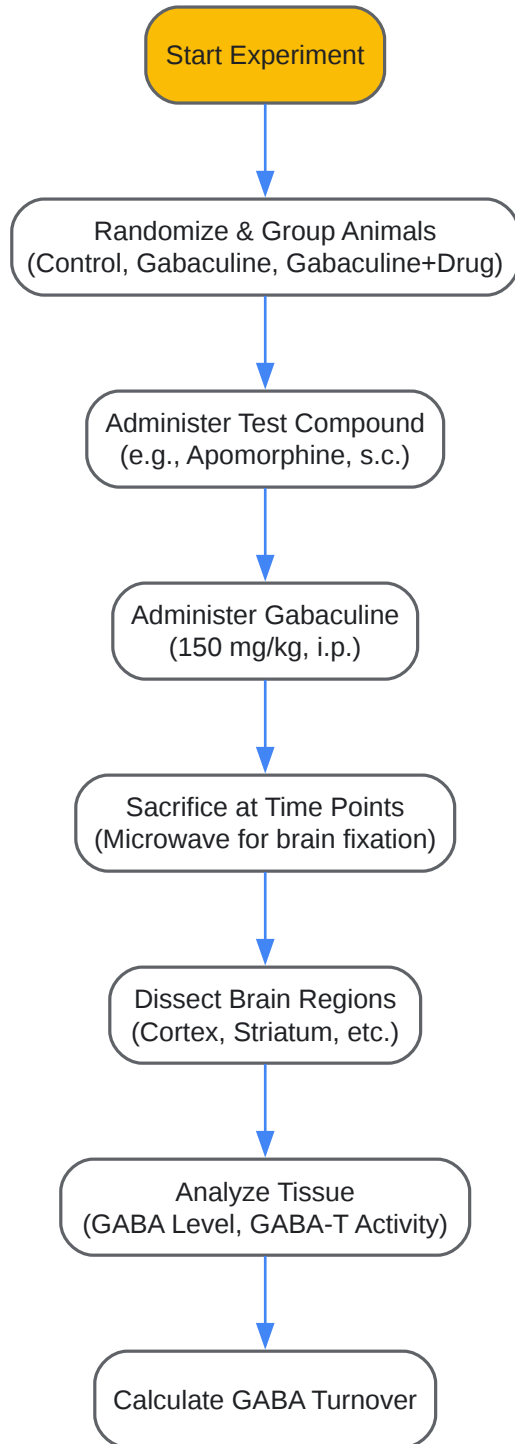 Start Experiment
Randomize & Group Animals
(Control, Gabaculine, Gabaculine+Drug)
Administer Test Compound
(e.g., Apomorphine, s.c.)
Administer Gabaculine
(150 mg/kg, i.p.)
Sacrifice at Time Points
(Microwave for brain fixation)
Dissect Brain Regions
(Cortex, Striatum, etc.)
Analyze Tissue
(GABA Level, GABA-T Activity)
Calculate GABA Turnover